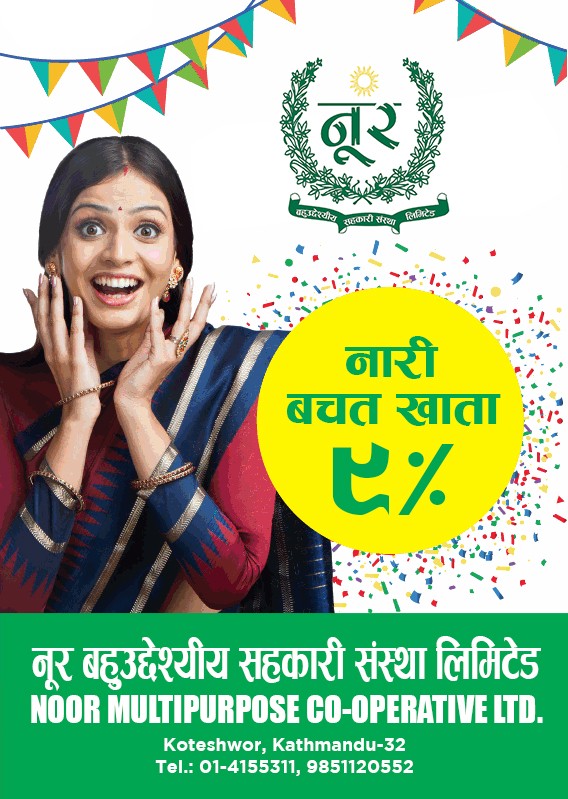 नूर
बहुउद्देश्यीय सहकारी संस्था लिमिटेड
नारी
बचत खाता
९%
नूर बहुउद्देश्यीय सहकारी संस्था लिमिटेड
NOOR MULTIPURPOSE CO-OPERATIVE LTD.
Koteshwor, Kathmandu-32
Tel.: 01-4155311, 9851120552